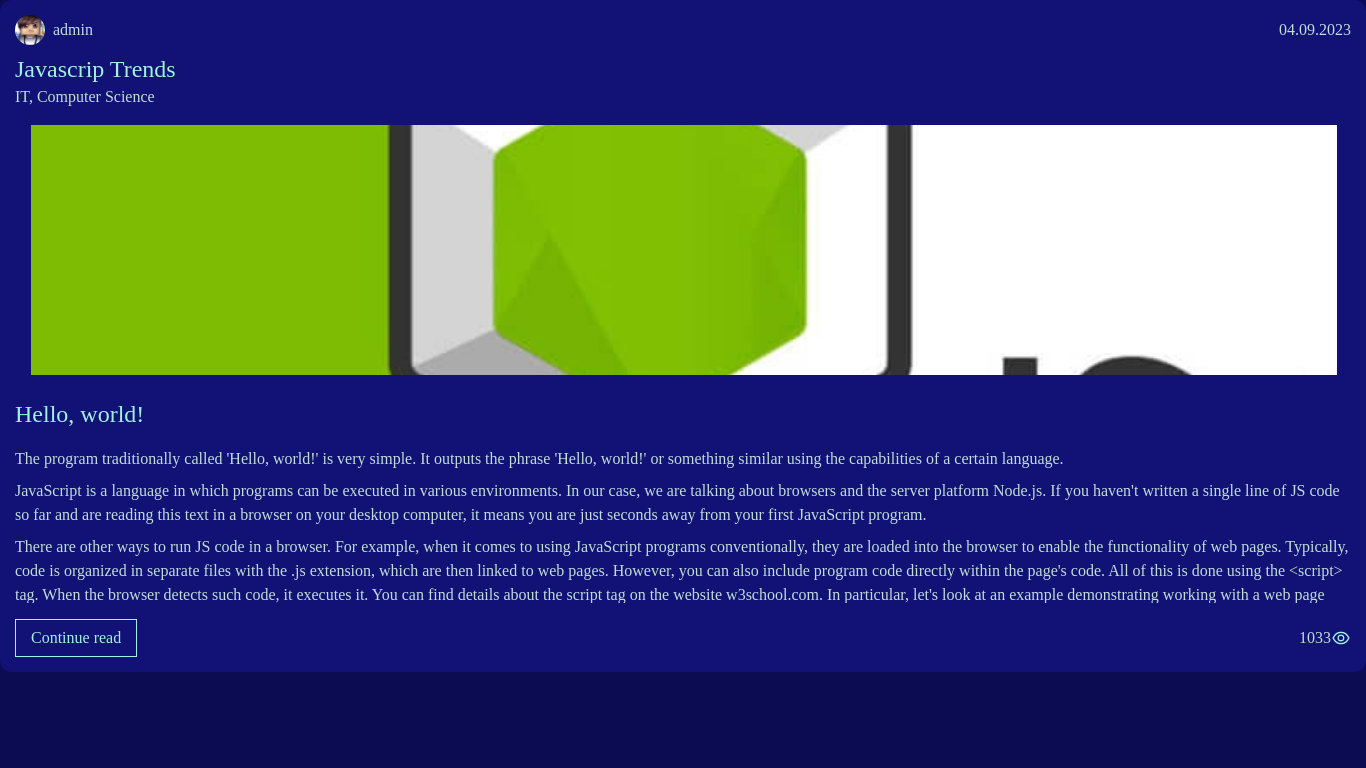 admin
04.09.2023
Javascrip Trends
IT, Computer Science
Hello, world!
The program traditionally called 'Hello, world!' is very simple. It outputs the phrase 'Hello, world!' or something similar using the capabilities of a certain language.
JavaScript is a language in which programs can be executed in various environments. In our case, we are talking about browsers and the server platform Node.js. If you haven't written a single line of JS code
so far and are reading this text in a browser on your desktop computer, it means you are just seconds away from your first JavaScript program.
There are other ways to run JS code in a browser. For example, when it comes to using JavaScript programs conventionally, they are loaded into the browser to enable the functionality of web pages. Typically,
code is organized in separate files with the .js extension, which are then linked to web pages. However, you can also include program code directly within the page's code. All of this is done using the <script>
tag. When the browser detects such code, it executes it. You can find details about the script tag on the website w3school.com. In particular, let's look at an example demonstrating working with a web page
Continue read
1033